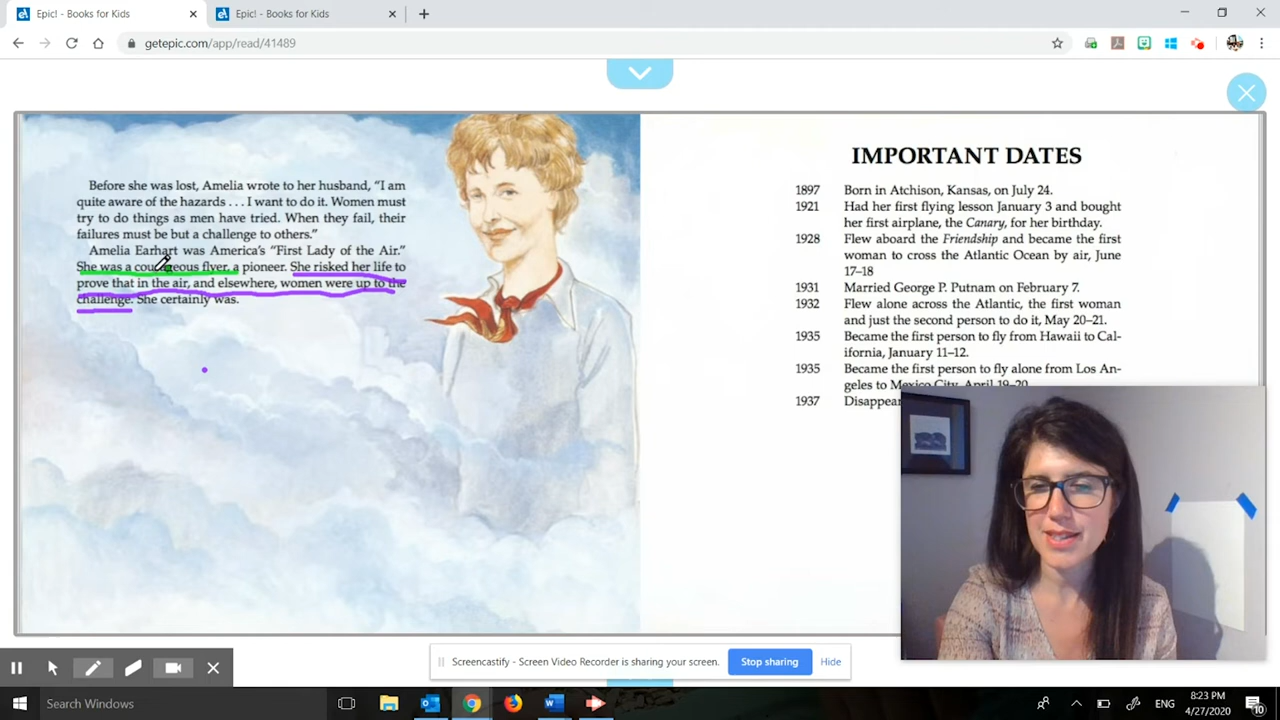 Epic! - Books for Kids
Epic! - Books for Kids
getepic.com/app/read/41489
Before she was lost, Amelia wrote to her husband, “I am
quite aware of the hazards . . . I want to do it. Women must
try to do things as men have tried. When they fail, their
failures must be but a challenge to others.”
Amelia Earhart was America’s “First Lady of the Air.”
She was a courageous flyer, a pioneer. She risked her life to
prove that in the air, and elsewhere, women were up to the
challenge. She certainly was.
IMPORTANT DATES
1897 Born in Atchison, Kansas, on July 24.
1921 Had her first flying lesson January 3 and bought
her first airplane, the Canary, for her birthday.
1928 Flew aboard the Friendship and became the first
woman to cross the Atlantic Ocean by air, June
17–18
1931 Married George P. Putnam on February 7.
1932 Flew alone across the Atlantic, the first woman
and just the second person to do it, May 20–21.
1935 Became the first person to fly from Hawaii to Cal-
ifornia, January 11–12.
1935 Became the first person to fly alone from Los An-
geles to Mexico City, April 19–20
1937 Disappear
Screencastify - Screen Video Recorder is sharing your screen.
Stop sharing
Hide
Search Windows
ENG
8:23 PM
4/27/2020
10